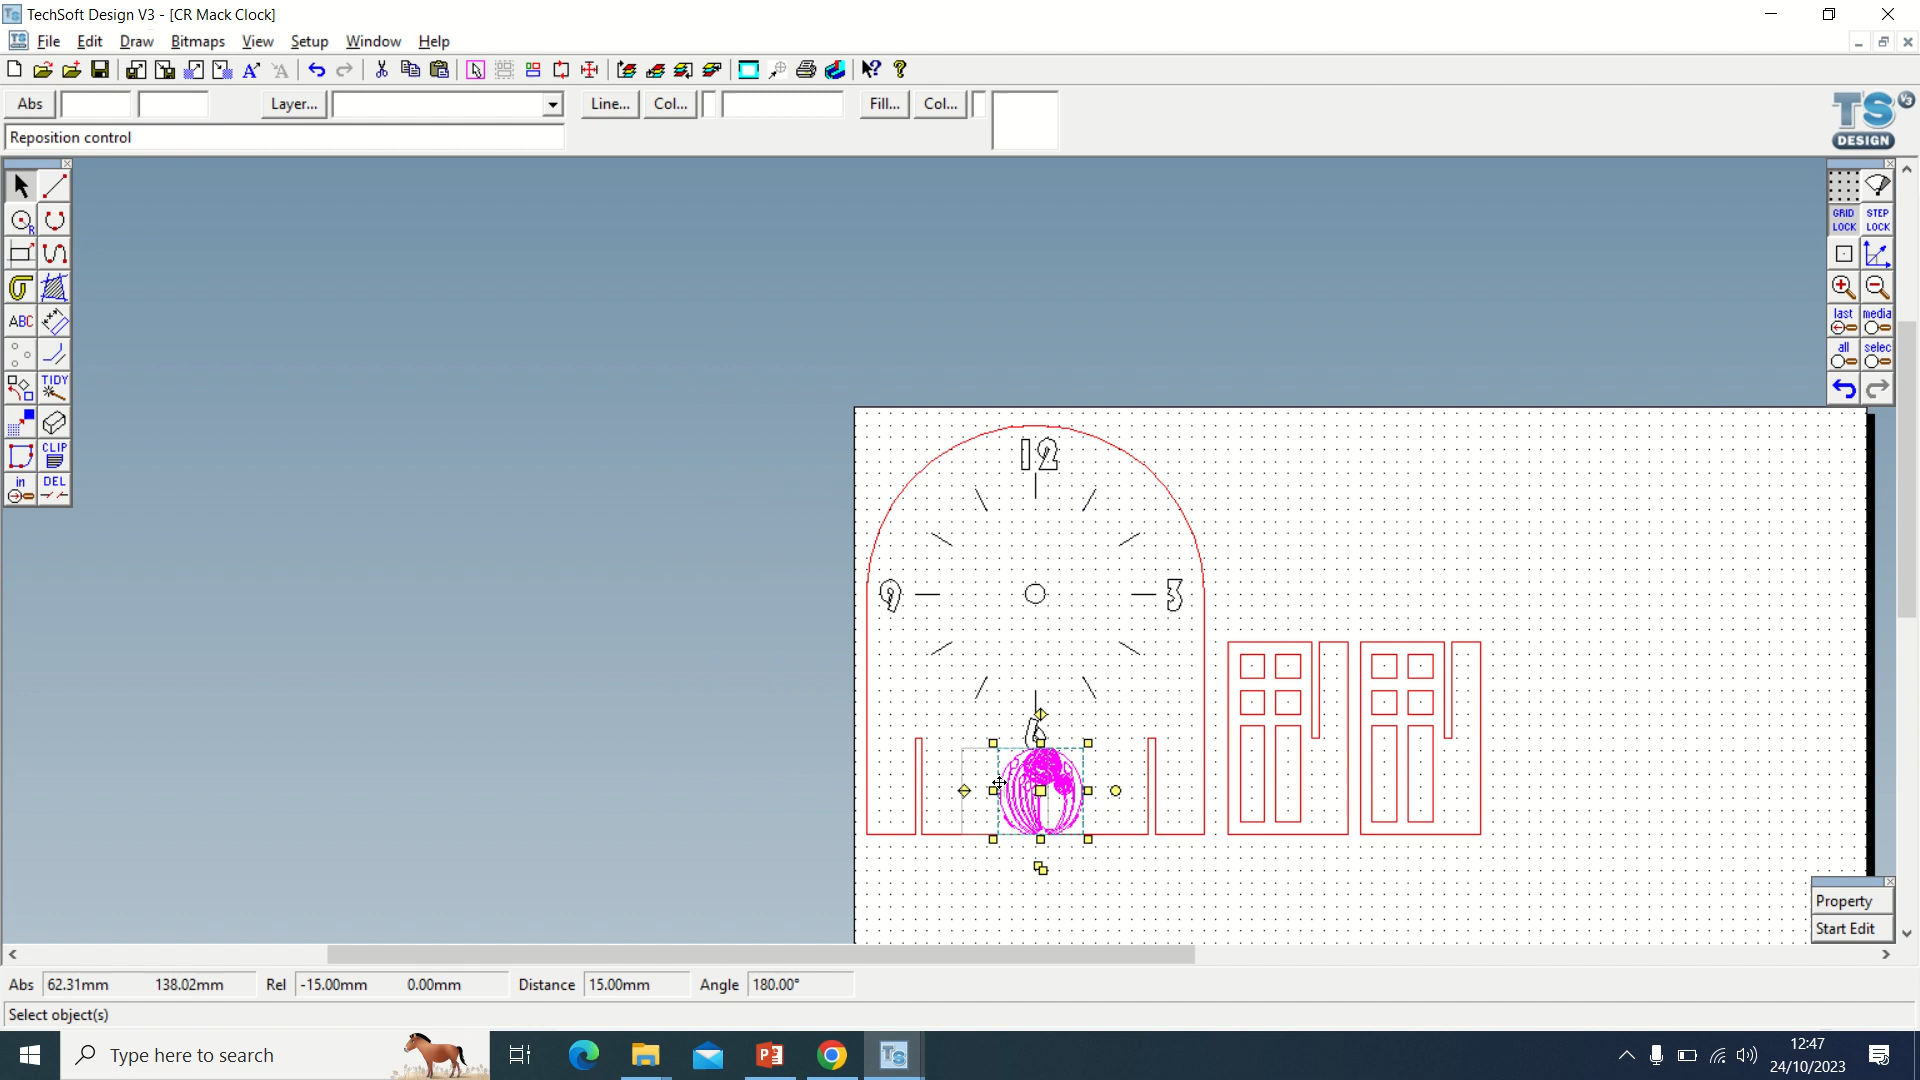 TS TechSoft Design V3 - [CR Mack Clock]
File Edit Draw Bitmaps View Setup Window Help
Abs Layer... Line... Col... Fill... Col...
TS V3
DESIGN
Reposition control
GRID LOCK STEP LOCK
ABC
last media
all selec
TIDY
CLIP
in DEL
12
9 3
6
Property
Start Edit
Abs 62.31mm 138.02mm Rel -15.00mm 0.00mm Distance 15.00mm Angle 180.00°
Select object(s)
Type here to search
12:47
24/10/2023